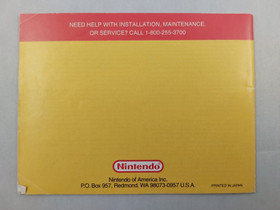 NEED HELP WITH INSTALLATION, MAINTENANCE,
OR SERVICE? CALL 1-800-255-3700
Nintendo
Nintendo of America Inc.
P.O. Box 957, Redmond, WA 98073-0957 U.S.A.
PRINTED IN JAPAN